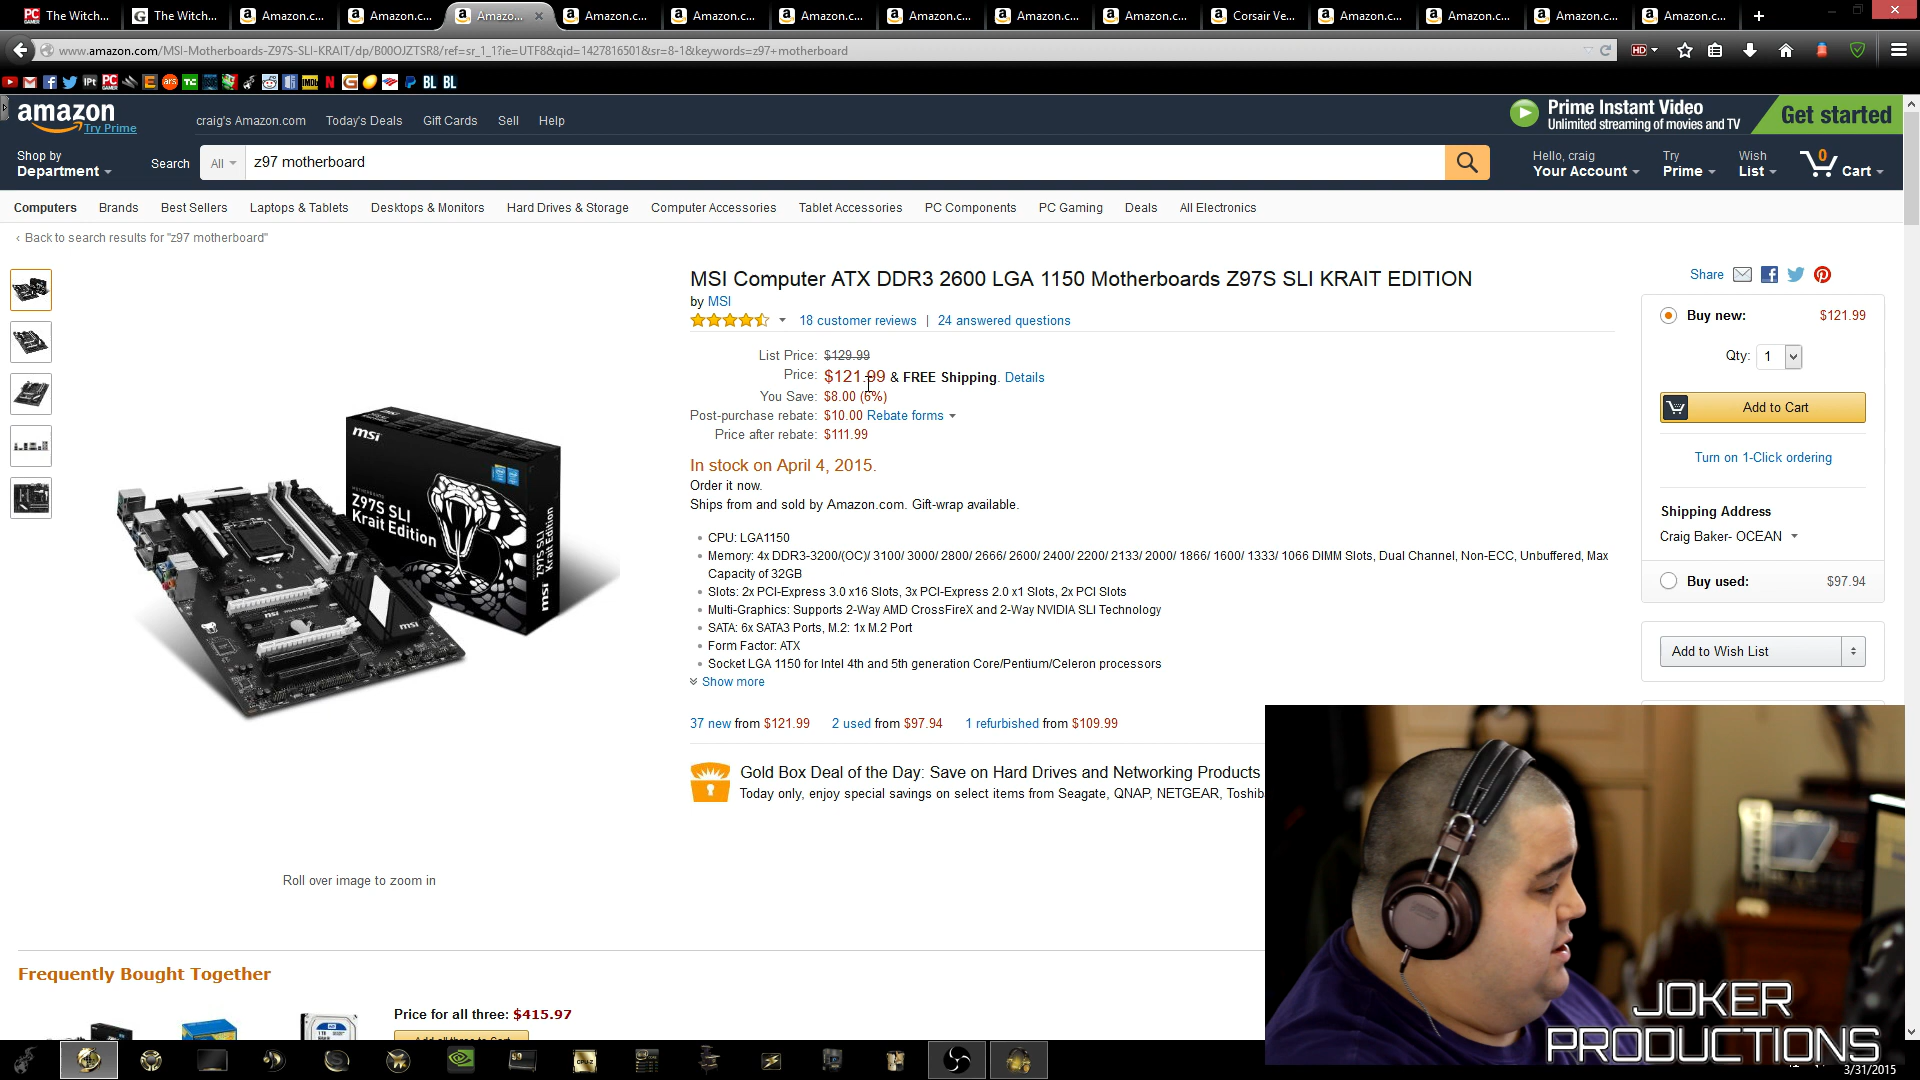 The Witch...
The Witch...
Amazon.c...
Amazon.c...
Amazo...
Amazon.c...
Amazon.c...
Amazon.c...
Amazon.c...
Amazon.c...
Amazon.c...
Corsair Ve...
Amazon.c...
Amazon.c...
Amazon.c...
Amazon.c...
www.amazon.com/MSI-Motherboards-Z97S-SLI-KRAIT/dp/B00OJZTSR8/ref=sr_1_1?ie=UTF8&qid=1427816501&sr=8-1&keywords=z97+motherboard
amazon
Try Prime
craig's Amazon.com
Today's Deals
Gift Cards
Sell
Help
Prime Instant Video
Unlimited streaming of movies and TV
Get started
Shop by
Department
Search
All
z97 motherboard
Hello, craig
Your Account
Try
Prime
Wish
List
0
Cart
Computers
Brands
Best Sellers
Laptops & Tablets
Desktops & Monitors
Hard Drives & Storage
Computer Accessories
Tablet Accessories
PC Components
PC Gaming
Deals
All Electronics
‹ Back to search results for "z97 motherboard"
MSI Computer ATX DDR3 2600 LGA 1150 Motherboards Z97S SLI KRAIT EDITION
by MSI
18 customer reviews | 24 answered questions
List Price: $129.99
Price: $121.99 & FREE Shipping. Details
You Save: $8.00 (6%)
Post-purchase rebate: $10.00 Rebate forms
Price after rebate: $111.99
In stock on April 4, 2015.
Order it now.
Ships from and sold by Amazon.com. Gift-wrap available.
CPU: LGA1150
Memory: 4x DDR3-3200/(OC)/ 3100/ 3000/ 2800/ 2666/ 2600/ 2400/ 2200/ 2133/ 2000/ 1866/ 1600/ 1333/ 1066 DIMM Slots, Dual Channel, Non-ECC, Unbuffered, Max
Capacity of 32GB
Slots: 2x PCI-Express 3.0 x16 Slots, 3x PCI-Express 2.0 x1 Slots, 2x PCI Slots
Multi-Graphics: Supports 2-Way AMD CrossFireX and 2-Way NVIDIA SLI Technology
SATA: 6x SATA3 Ports, M.2: 1x M.2 Port
Form Factor: ATX
Socket LGA 1150 for Intel 4th and 5th generation Core/Pentium/Celeron processors
Show more
37 new from $121.99
2 used from $97.94
1 refurbished from $109.99
Gold Box Deal of the Day: Save on Hard Drives and Networking Products
Today only, enjoy special savings on select items from Seagate, QNAP, NETGEAR, Toshib
Share
Buy new: $121.99
Qty: 1
Add to Cart
Turn on 1-Click ordering
Shipping Address
Craig Baker- OCEAN
Buy used: $97.94
Add to Wish List
msi
Z97S SLI
Krait Edition
Z97S SLI
Krait Edition
msi
msi
Roll over image to zoom in
Frequently Bought Together
Price for all three: $415.97
JOKER
PRODUCTIONS
3/31/2015